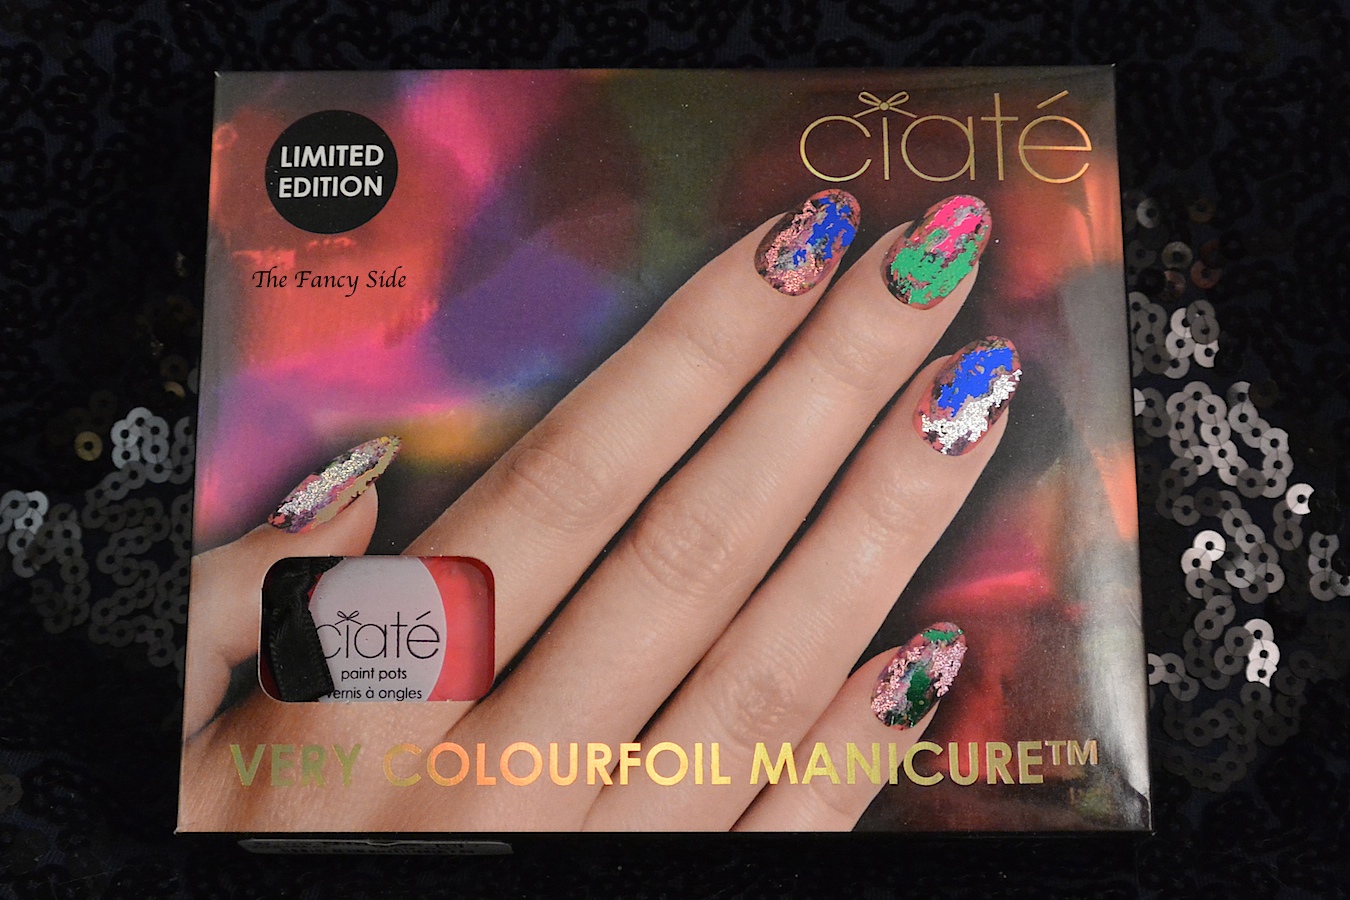 LIMITED
EDITION
ciaté
The Fancy Side
ciaté
paint pots
vernis à ongles
VERY COLOURFOIL MANICURE™